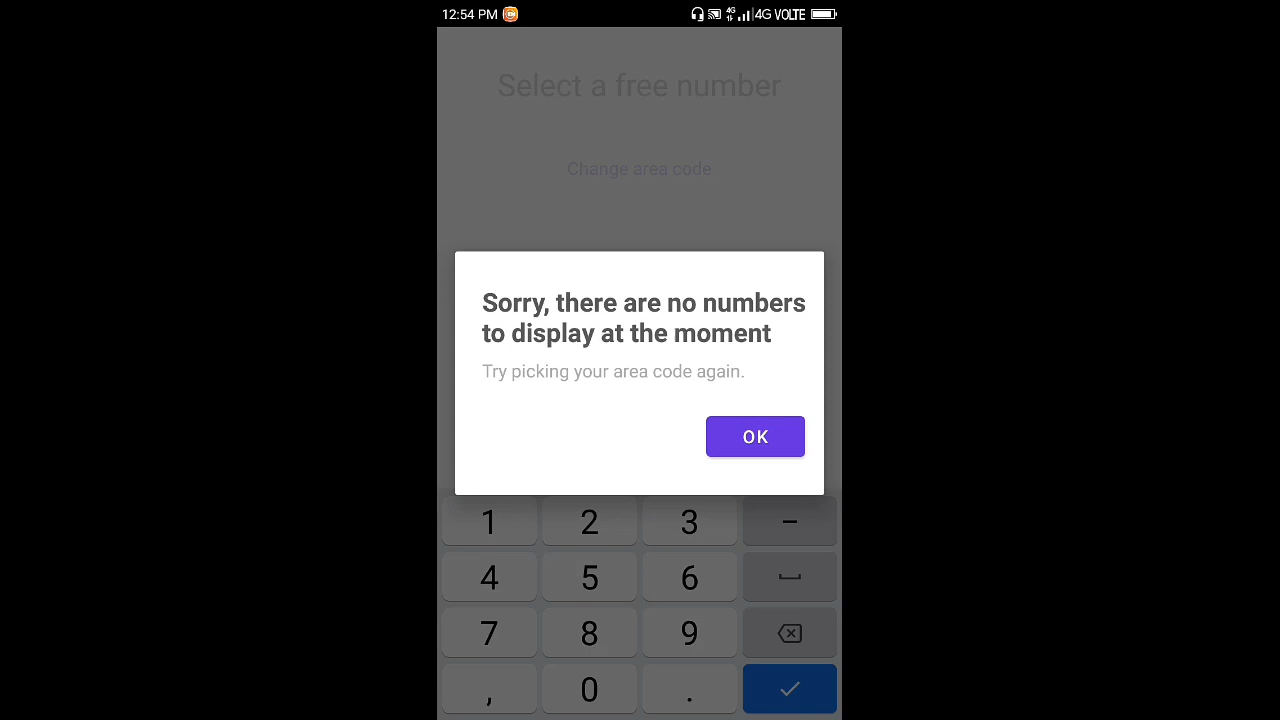 12:54 PM 4G 4G VOLTE
Select a free number
Change area code
Sorry, there are no numbers
to display at the moment
Try picking your area code again.
OK
1 2 3 –
4 5 6
7 8 9
, 0 .